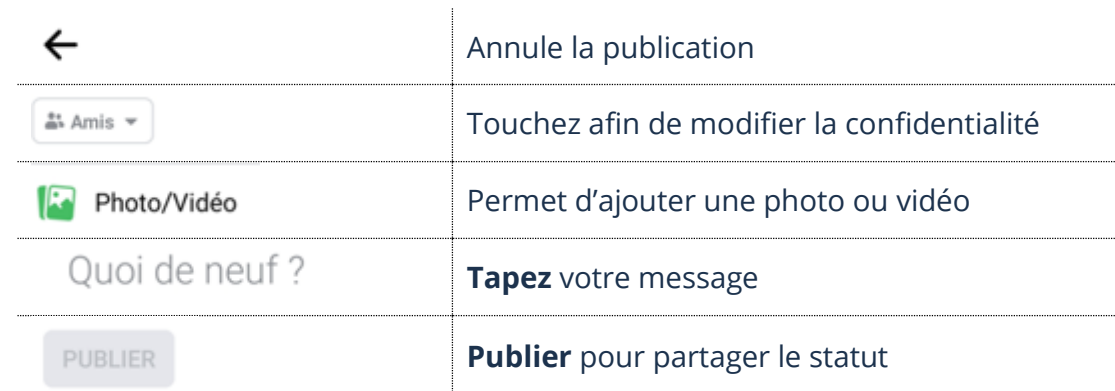 Annule la publication
Amis
Touchez afin de modifier la confidentialité
Photo/Vidéo
Permet d'ajouter une photo ou vidéo
Quoi de neuf ?
Tapez votre message
PUBLIER
Publier pour partager le statut